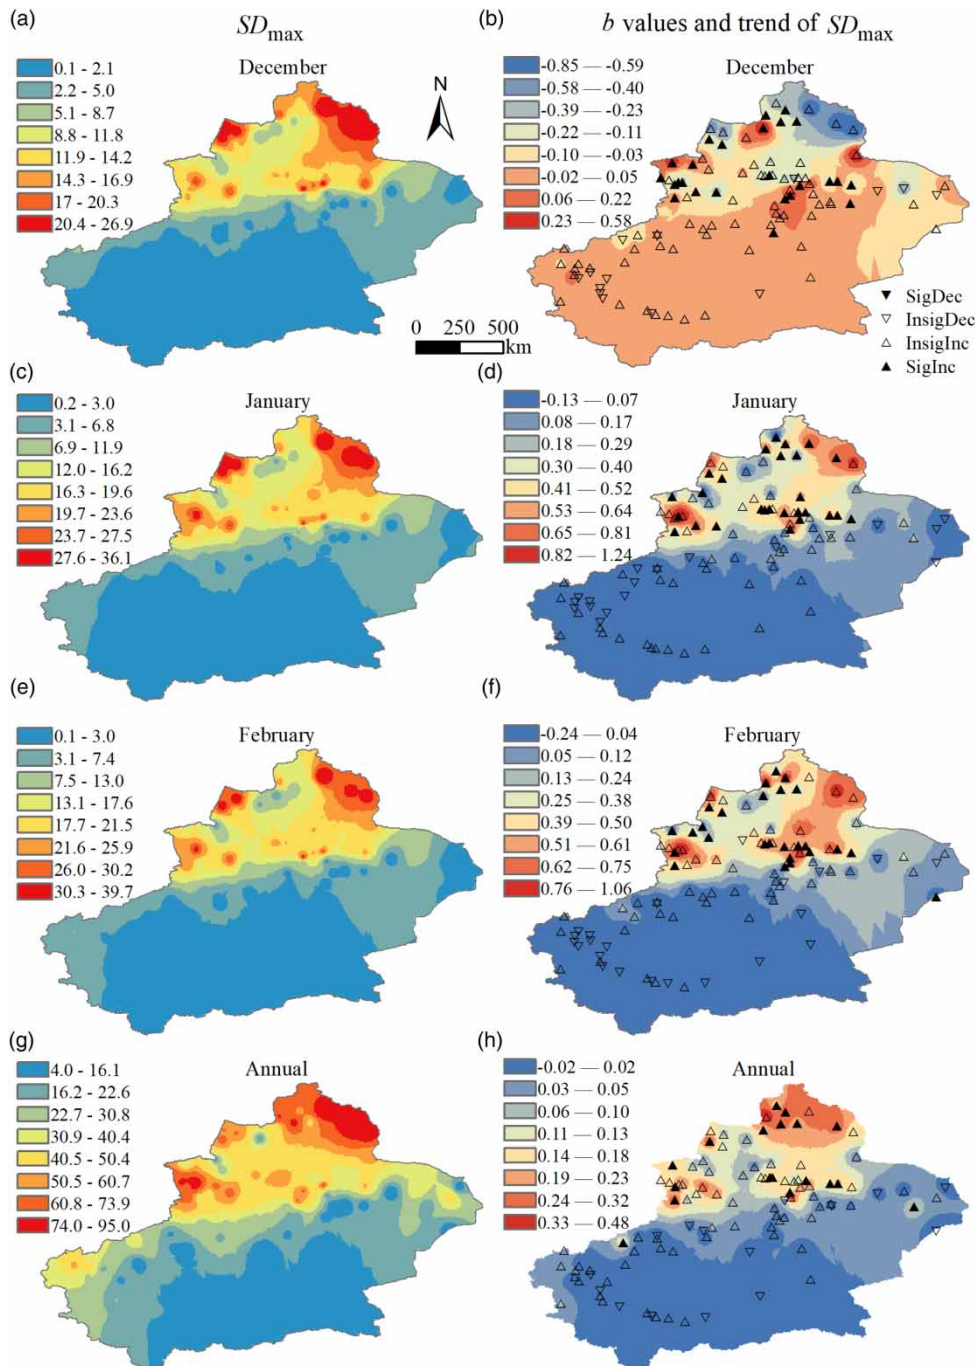 (a)
SDmax
December
0.1 - 2.1
2.2 - 5.0
5.1 - 8.7
8.8 - 11.8
11.9 - 14.2
14.3 - 16.9
17 - 20.3
20.4 - 26.9
N
(b)
b values and trend of SDmax
December
-0.85 — -0.59
-0.58 — -0.40
-0.39 — -0.23
-0.22 — -0.11
-0.10 — -0.03
-0.02 — 0.05
0.06 — 0.22
0.23 — 0.58
SigDec
InsigDec
InsigInc
SigInc
0 250 500
km
(c)
January
0.2 - 3.0
3.1 - 6.8
6.9 - 11.9
12.0 - 16.2
16.3 - 19.6
19.7 - 23.6
23.7 - 27.5
27.6 - 36.1
(d)
January
-0.13 — 0.07
0.08 — 0.17
0.18 — 0.29
0.30 — 0.40
0.41 — 0.52
0.53 — 0.64
0.65 — 0.81
0.82 — 1.24
(e)
February
0.1 - 3.0
3.1 - 7.4
7.5 - 13.0
13.1 - 17.6
17.7 - 21.5
21.6 - 25.9
26.0 - 30.2
30.3 - 39.7
(f)
February
-0.24 — 0.04
0.05 — 0.12
0.13 — 0.24
0.25 — 0.38
0.39 — 0.50
0.51 — 0.61
0.62 — 0.75
0.76 — 1.06
(g)
Annual
4.0 - 16.1
16.2 - 22.6
22.7 - 30.8
30.9 - 40.4
40.5 - 50.4
50.5 - 60.7
60.8 - 73.9
74.0 - 95.0
(h)
Annual
-0.02 — 0.02
0.03 — 0.05
0.06 — 0.10
0.11 — 0.13
0.14 — 0.18
0.19 — 0.23
0.24 — 0.32
0.33 — 0.48